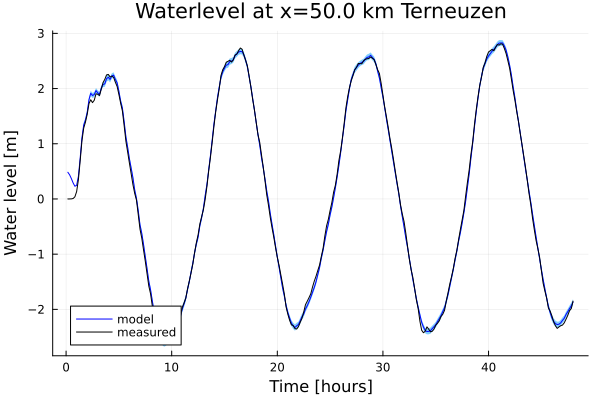 Waterlevel at x=50.0 km Terneuzen
Water level [m]
3
2
1
0
−1
−2
model
measured
0
10
20
30
40
Time [hours]